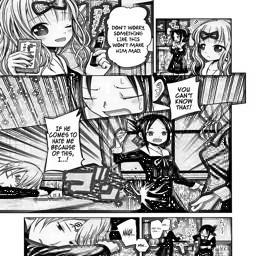 DON'T WORRY,
SOMETHING
LIKE THIS
WON'T MAKE
HIM MAD.
YOU
CAN'T
KNOW
THAT!
IF HE
COMES TO
HATE ME
BECAUSE
OF THIS,
I...!